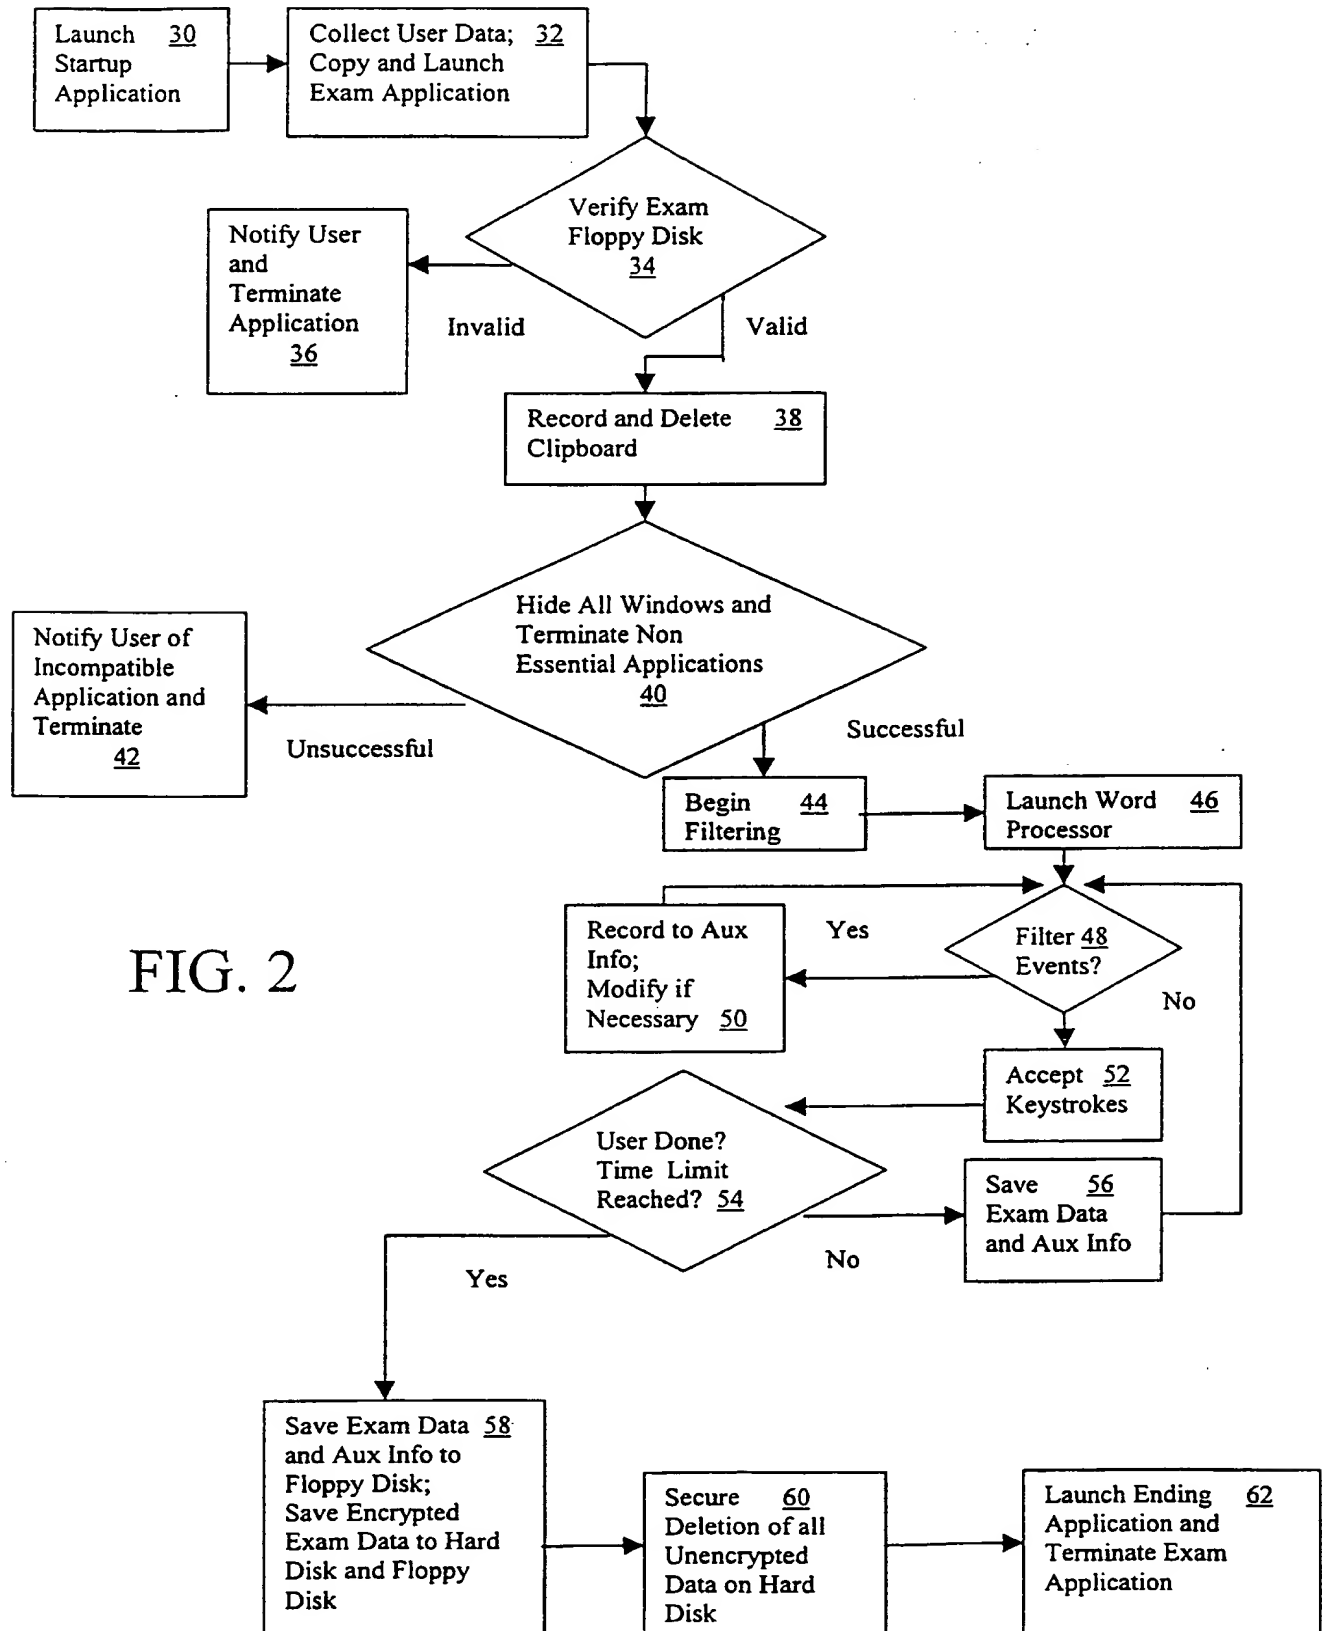 Launch 30
Startup
Application
Collect User Data; 32
Copy and Launch
Exam Application
Verify Exam
Floppy Disk
34
Notify User
and
Terminate
Application
36
Invalid
Valid
Record and Delete 38
Clipboard
Hide All Windows and
Terminate Non
Essential Applications
40
Notify User of
Incompatible
Application and
Terminate
42
Unsuccessful
Successful
Begin 44
Filtering
Launch Word 46
Processor
Record to Aux
Info;
Modify if
Necessary 50
Yes
Filter 48
Events?
No
FIG. 2
Accept 52
Keystrokes
User Done?
Time Limit
Reached? 54
Save 56
Exam Data
and Aux Info
No
Yes
Save Exam Data 58
and Aux Info to
Floppy Disk;
Save Encrypted
Exam Data to Hard
Disk and Floppy
Disk
Secure 60
Deletion of all
Unencrypted
Data on Hard
Disk
Launch Ending 62
Application and
Terminate Exam
Application